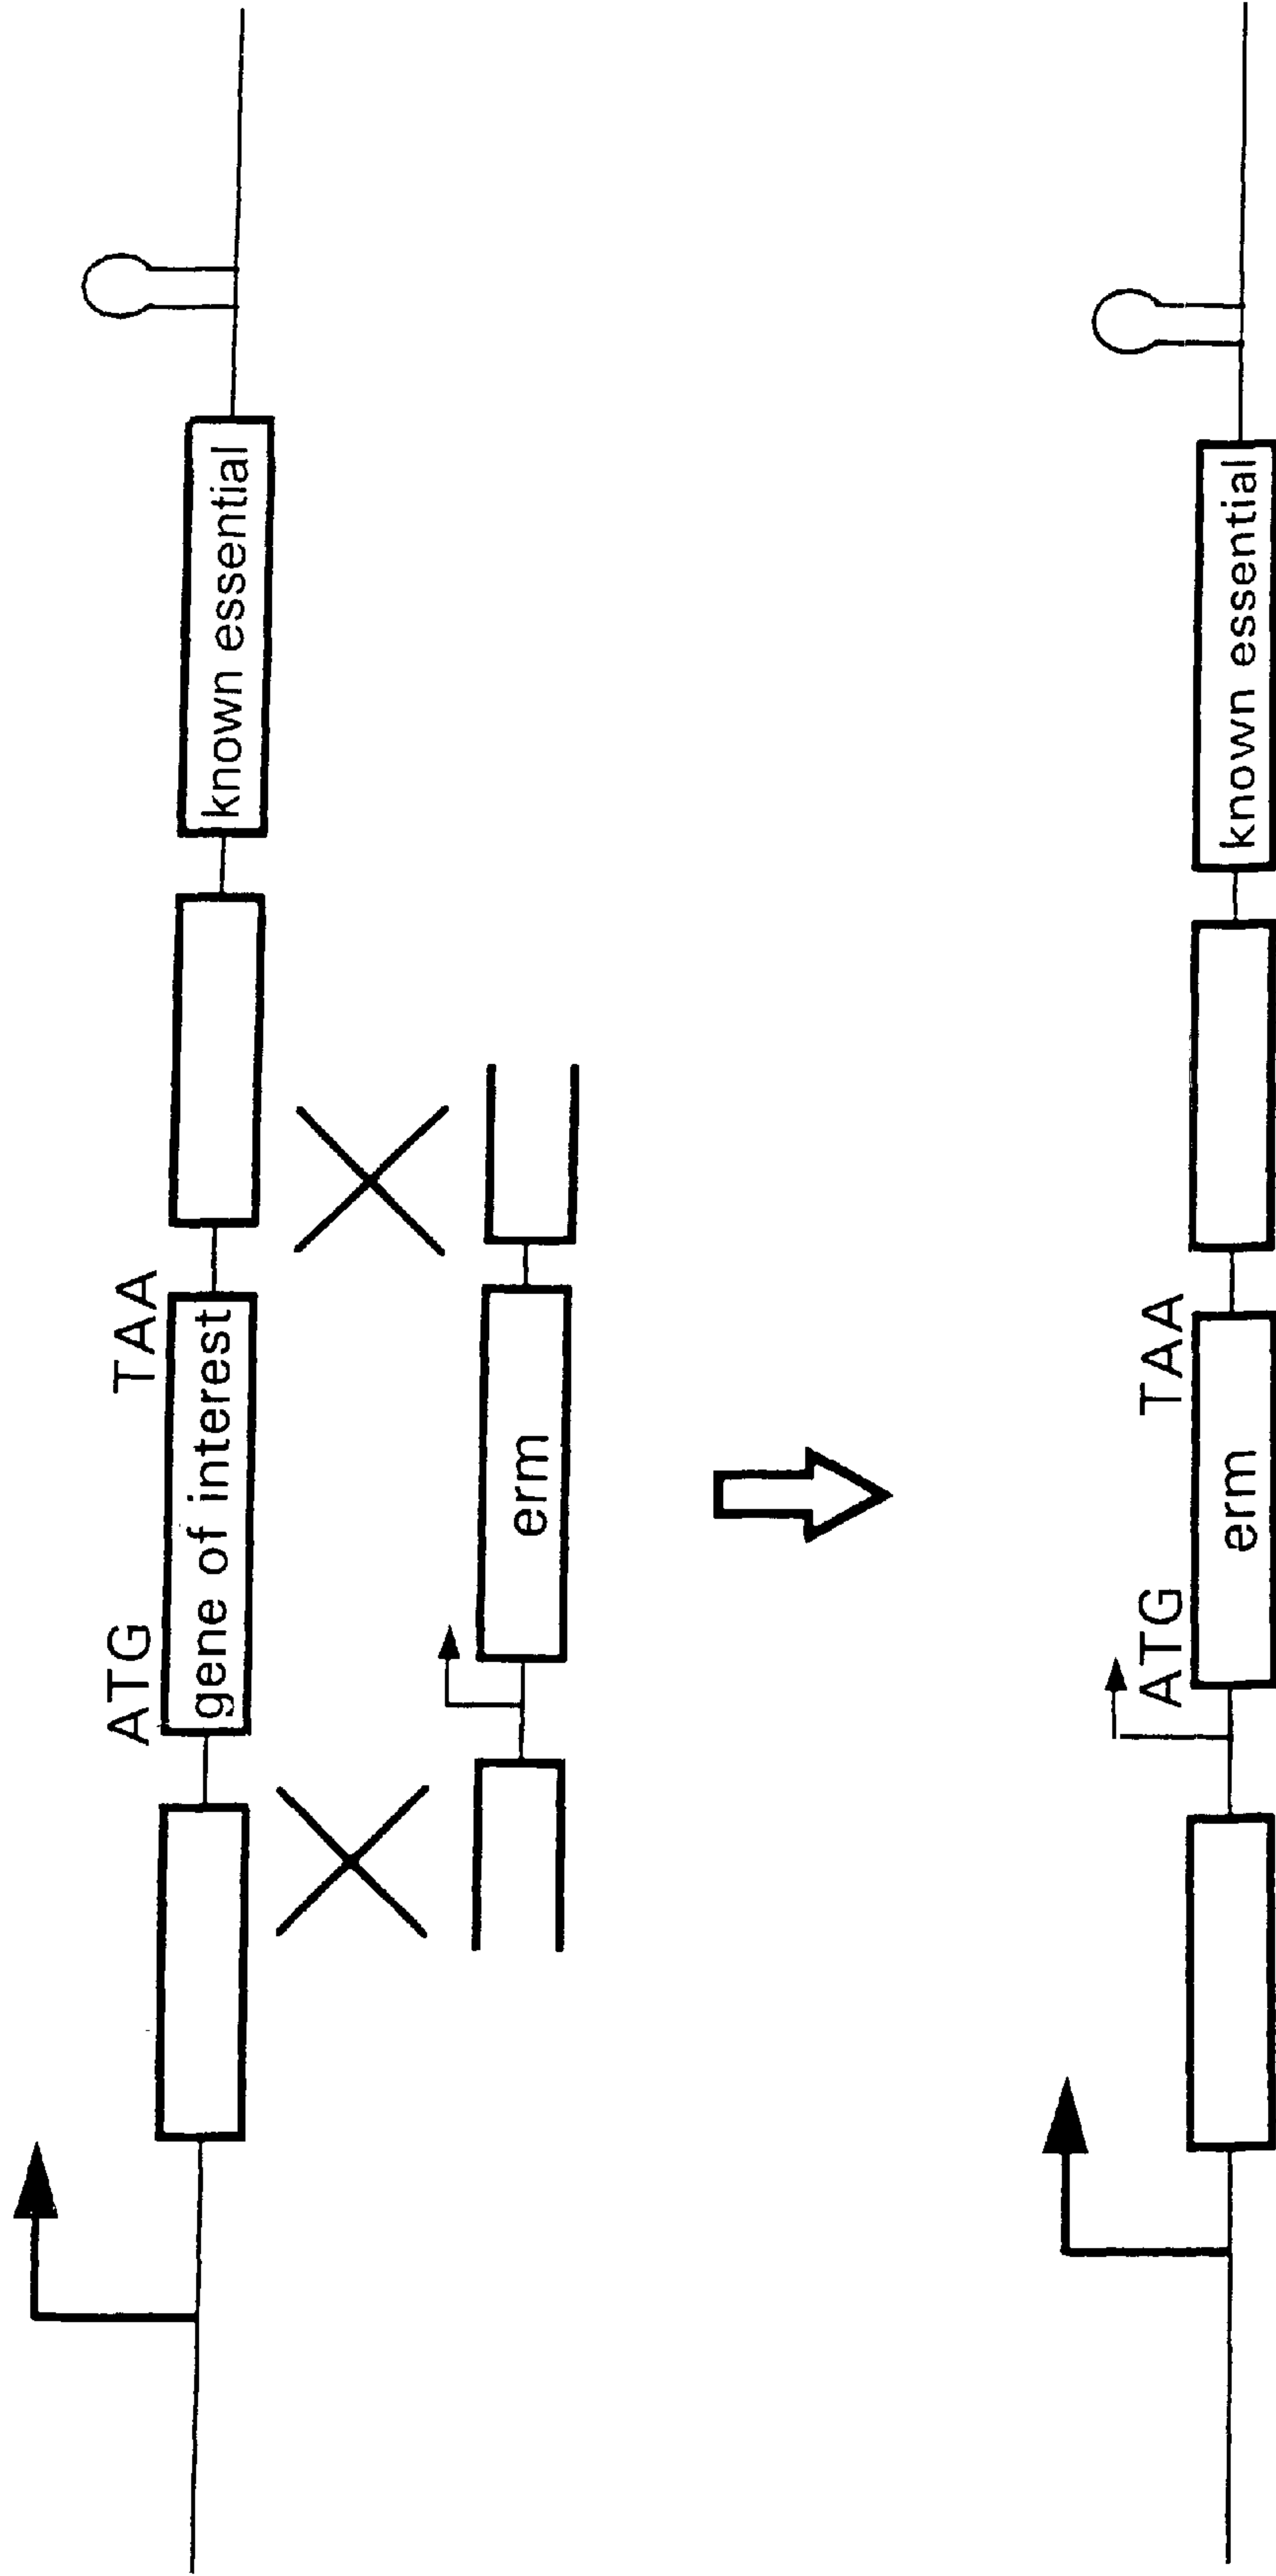 ATG TAA
gene of interest known essential
erm
ATG TAA
erm known essential